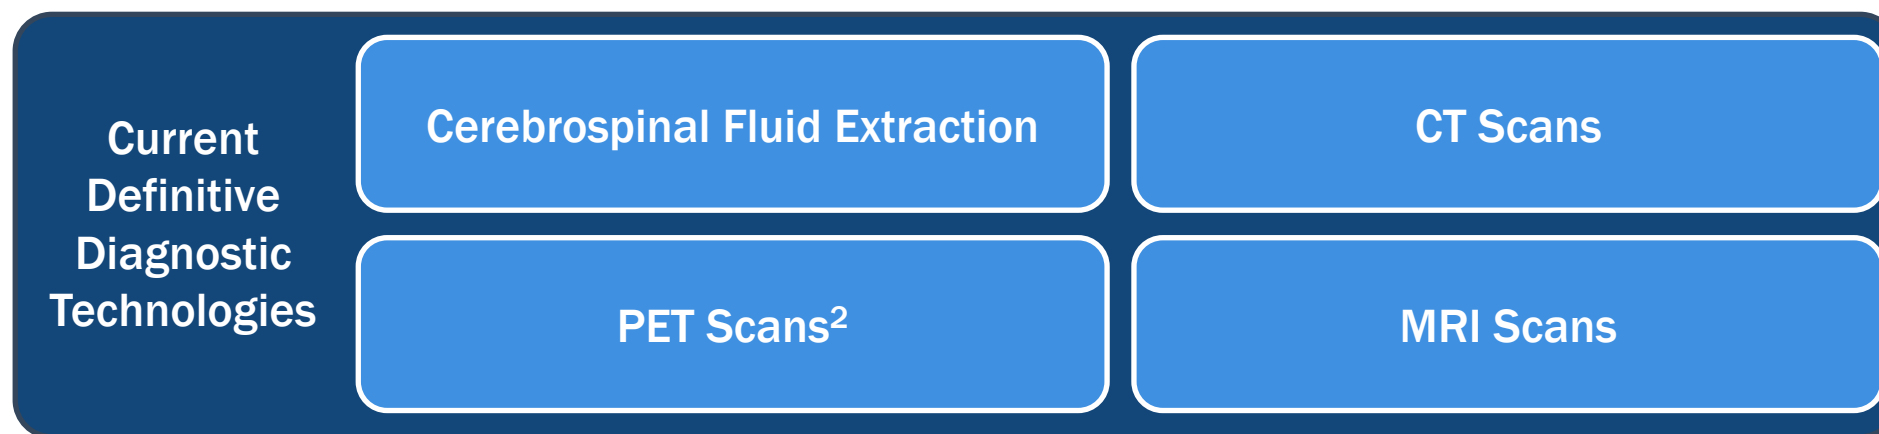 Current
Definitive
Diagnostic
Technologies
Cerebrospinal Fluid Extraction
CT Scans
PET Scans²
MRI Scans